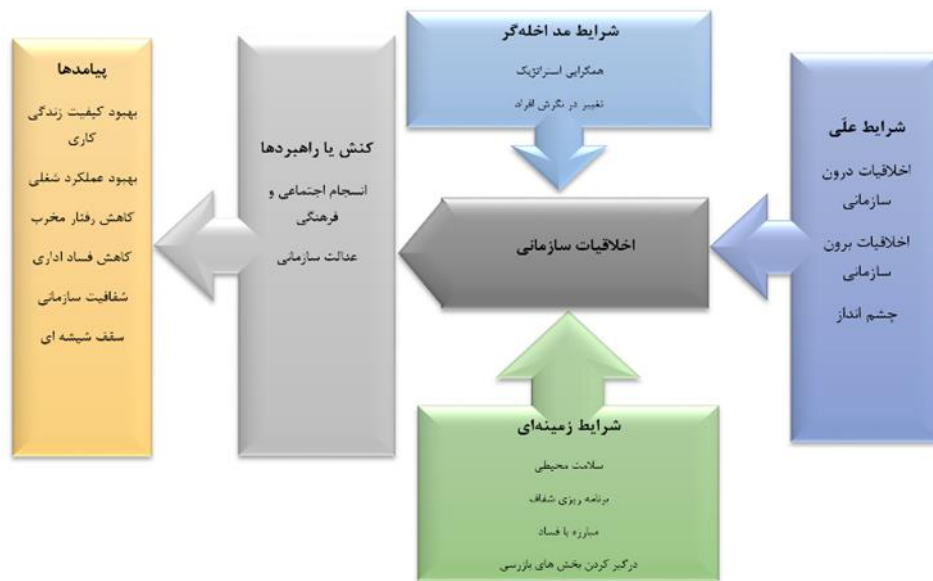 شرایط علّی
اخلاقیات درون
سازمانی
اخلاقیات برون
سازمانی
چشم انداز
شرایط مد اخله‌گر
همگرایی استراتژیک
تغییر در نگرش افراد
اخلاقیات سازمانی
شرایط زمینه‌ای
سلامت محیطی
برنامه ریزی شفاف
مبارزه با فساد
درگیر کردن بخش های بازرسی
کنش یا راهبردها
انسجام اجتماعی و
فرهنگی
عدالت سازمانی
پیامدها
بهبود کیفیت زندگی
کاری
بهبود عملکرد شغلی
کاهش رفتار مخرب
کاهش فساد اداری
شفافیت سازمانی
سقف شیشه ای